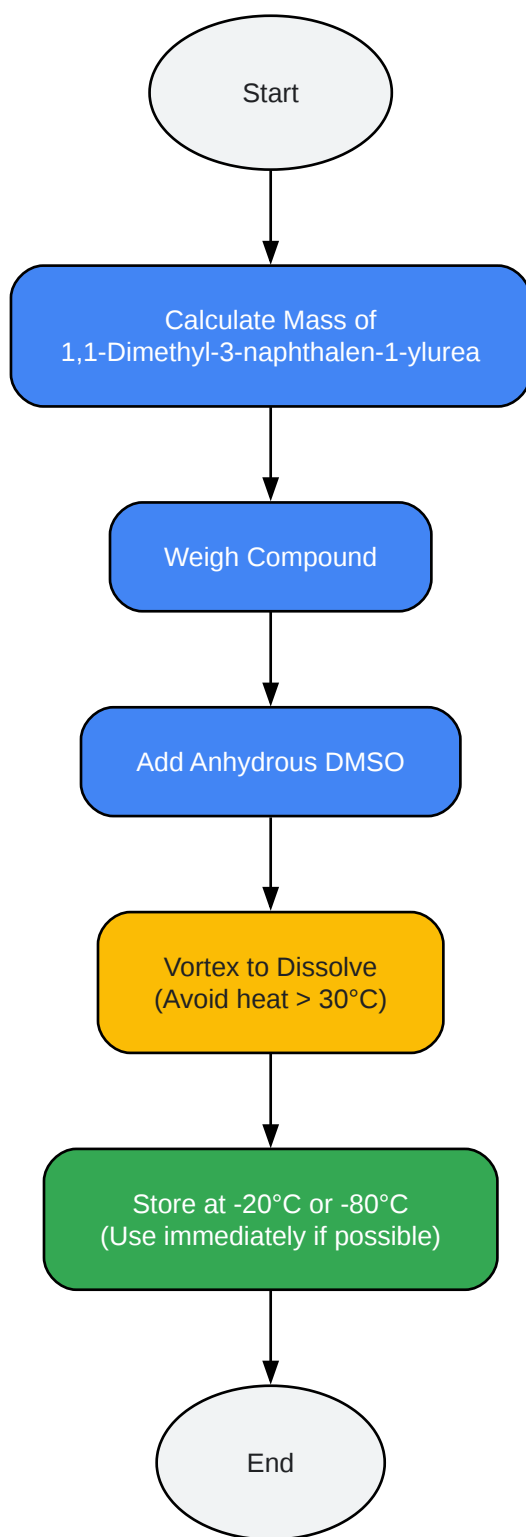 Start
Calculate Mass of
1,1-Dimethyl-3-naphthalen-1-ylurea
Weigh Compound
Add Anhydrous DMSO
Vortex to Dissolve
(Avoid heat > 30°C)
Store at -20°C or -80°C
(Use immediately if possible)
End